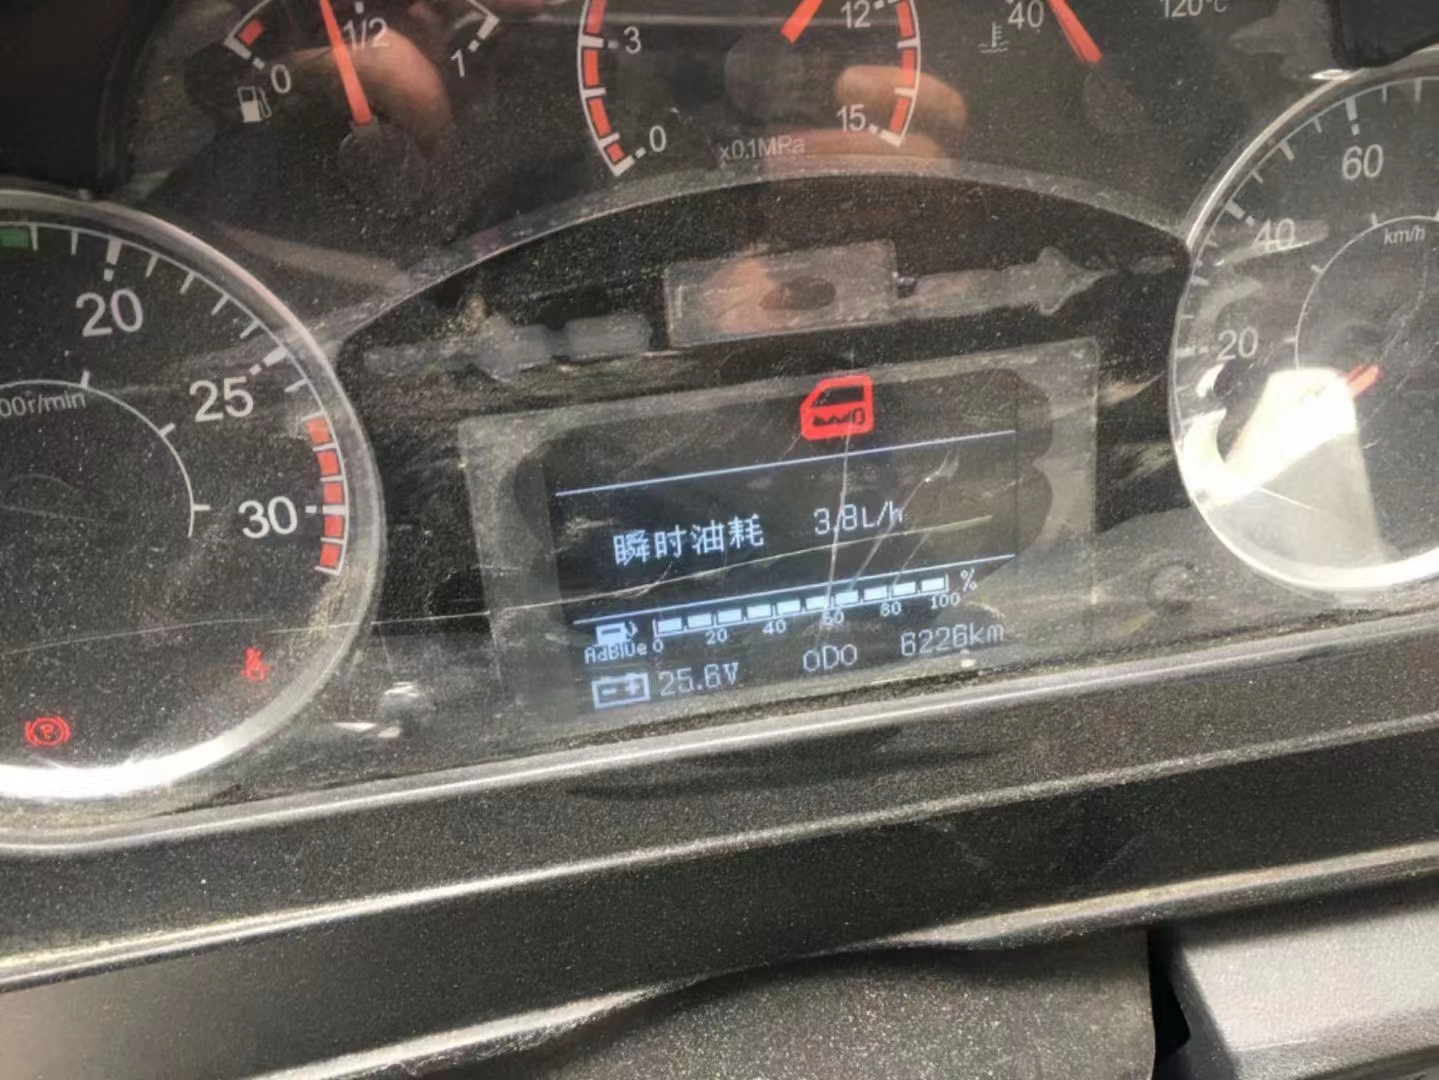 0 1/2 1
3 12
0 15
x0.1MPa
40 120°C
20 25 30
00r/min
60 40 20
km/h
瞬时油耗 3.8L/h
AdBlue 0 20 40 60 80 100 %
25.6V ODO 6226km
P